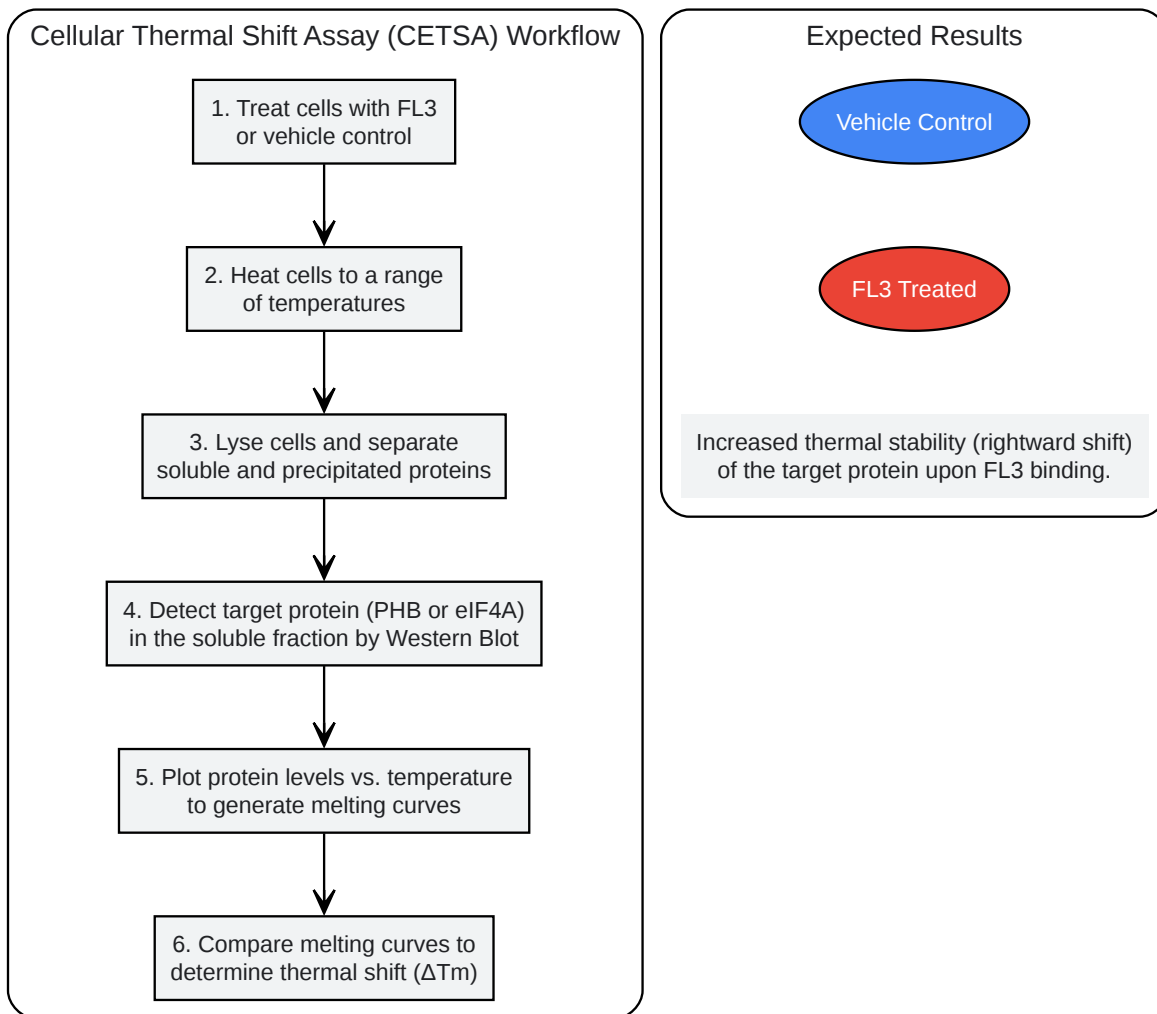 Cellular Thermal Shift Assay (CETSA) Workflow
1. Treat cells with FL3
or vehicle control
2. Heat cells to a range
of temperatures
3. Lyse cells and separate
soluble and precipitated proteins
4. Detect target protein (PHB or eIF4A)
in the soluble fraction by Western Blot
5. Plot protein levels vs. temperature
to generate melting curves
6. Compare melting curves to
determine thermal shift (ΔTm)
Expected Results
Vehicle Control
FL3 Treated
Increased thermal stability (rightward shift)
of the target protein upon FL3 binding.